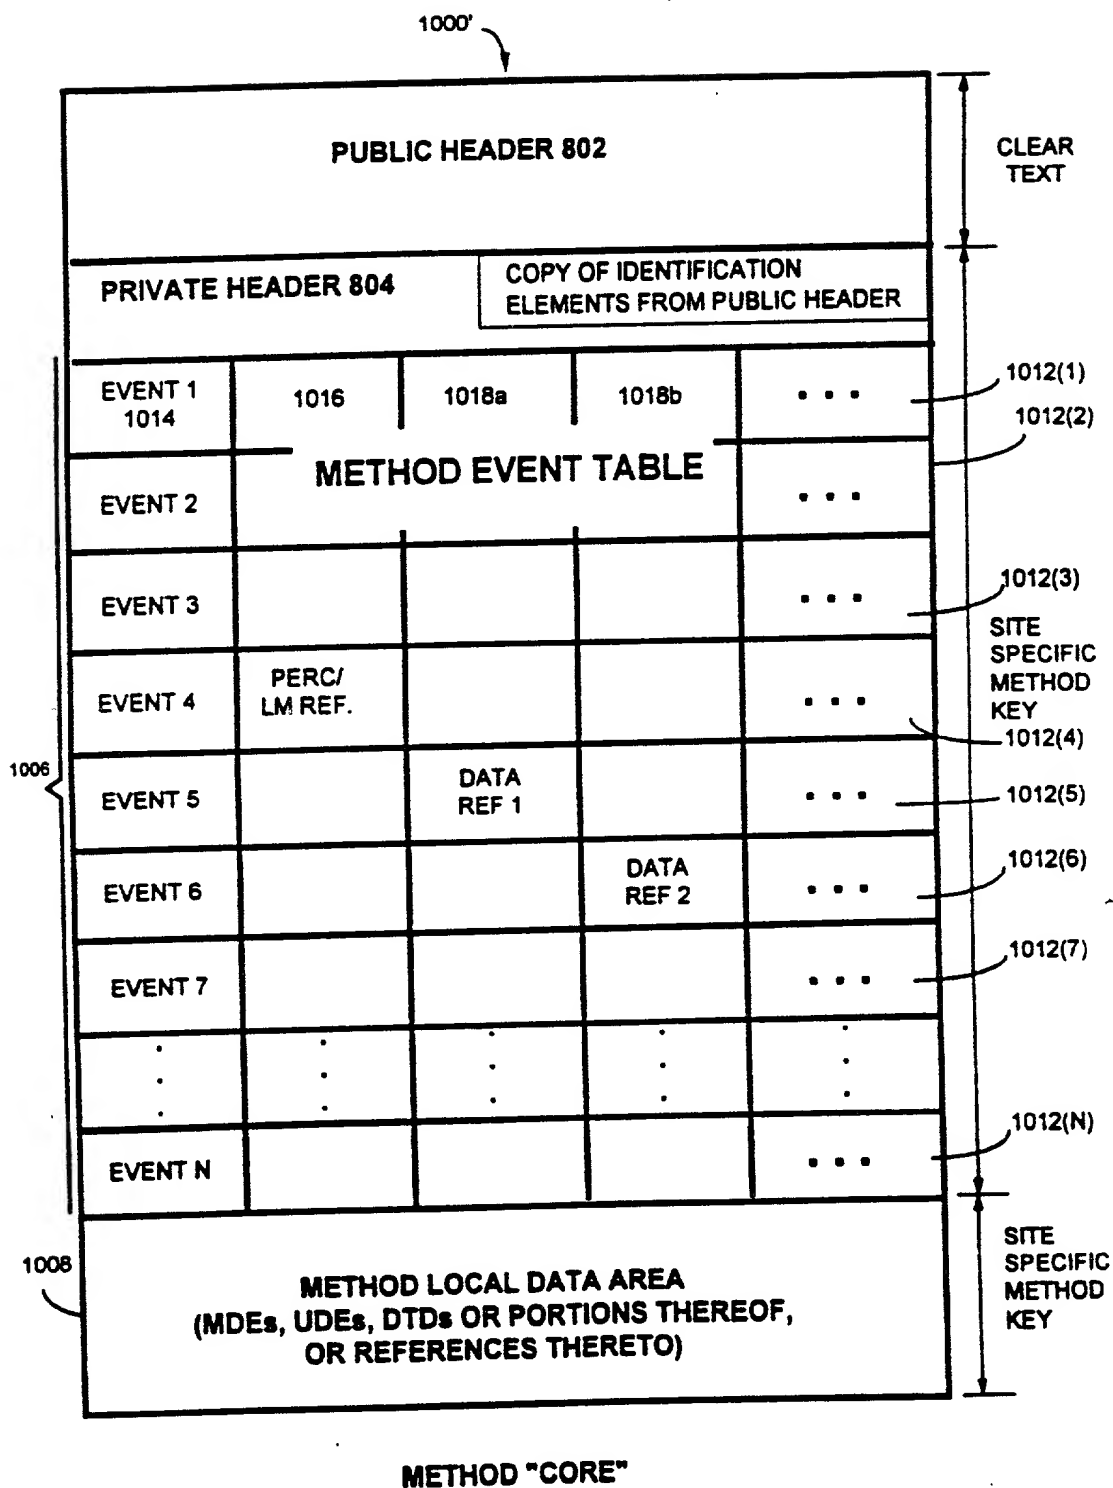 1000'
PUBLIC HEADER 802
CLEAR
TEXT
PRIVATE HEADER 804
COPY OF IDENTIFICATION
ELEMENTS FROM PUBLIC HEADER
EVENT 1
1014
1016
1018a
1018b
. . .
1012(1)
1012(2)
METHOD EVENT TABLE
EVENT 2
. . .
EVENT 3
. . .
1012(3)
SITE
SPECIFIC
METHOD
KEY
EVENT 4
PERC/
LM REF.
. . .
1012(4)
1006
EVENT 5
DATA
REF 1
. . .
1012(5)
EVENT 6
DATA
REF 2
. . .
1012(6)
EVENT 7
. . .
1012(7)
EVENT N
. . .
1012(N)
1008
METHOD LOCAL DATA AREA
(MDEs, UDEs, DTDs OR PORTIONS THEREOF,
OR REFERENCES THERETO)
SITE
SPECIFIC
METHOD
KEY
METHOD "CORE"